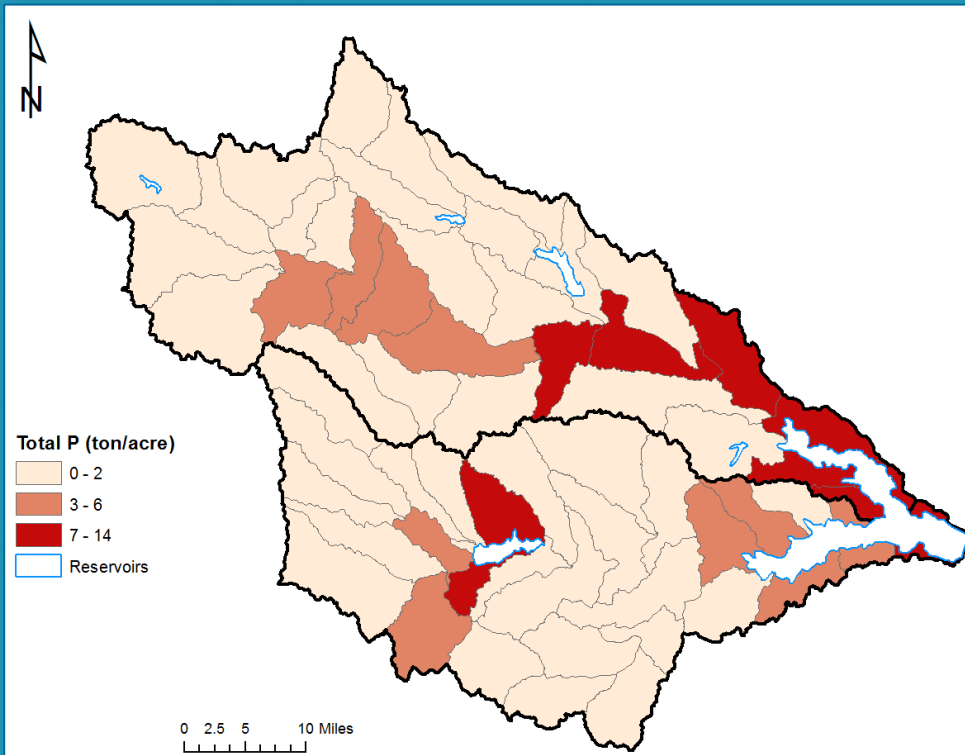 N
Total P (ton/acre)
0 - 2
3 - 6
7 - 14
Reservoirs
0 2.5 5 10 Miles